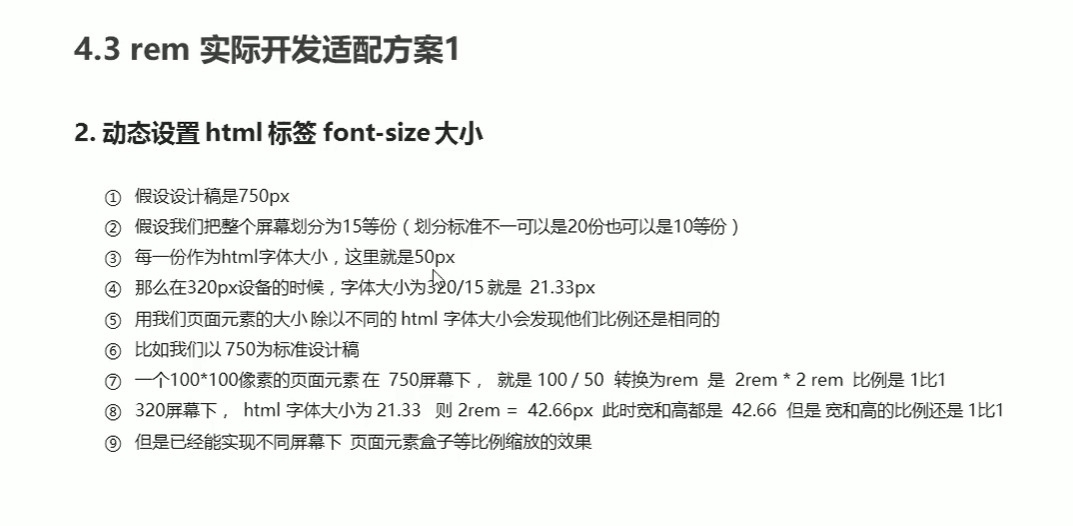 4.3 rem 实际开发适配方案1
2. 动态设置 html 标签 font-size 大小
① 假设设计稿是750px
② 假设我们把整个屏幕划分为15等份（划分标准不一可以是20份也可以是10等份）
③ 每一份作为html字体大小，这里就是50px
④ 那么在320px设备的时候，字体大小为320/15 就是 21.33px
⑤ 用我们页面元素的大小 除以不同的 html 字体大小会发现他们比例还是相同的
⑥ 比如我们以 750为标准设计稿
⑦ 一个100*100像素的页面元素 在 750屏幕下， 就是 100 / 50 转换为rem 是 2rem * 2 rem 比例是 1比1
⑧ 320屏幕下， html 字体大小为 21.33 则 2rem = 42.66px 此时宽和高都是 42.66 但是 宽和高的比例还是 1比1
⑨ 但是已经能实现不同屏幕下 页面元素盒子等比例缩放的效果